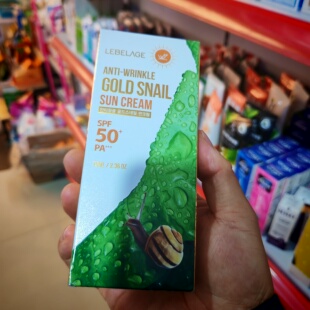 LEBELAGE
ANTI-WRINKLE
GOLD SNAIL
SUN CREAM
SPF
50+
PA+++